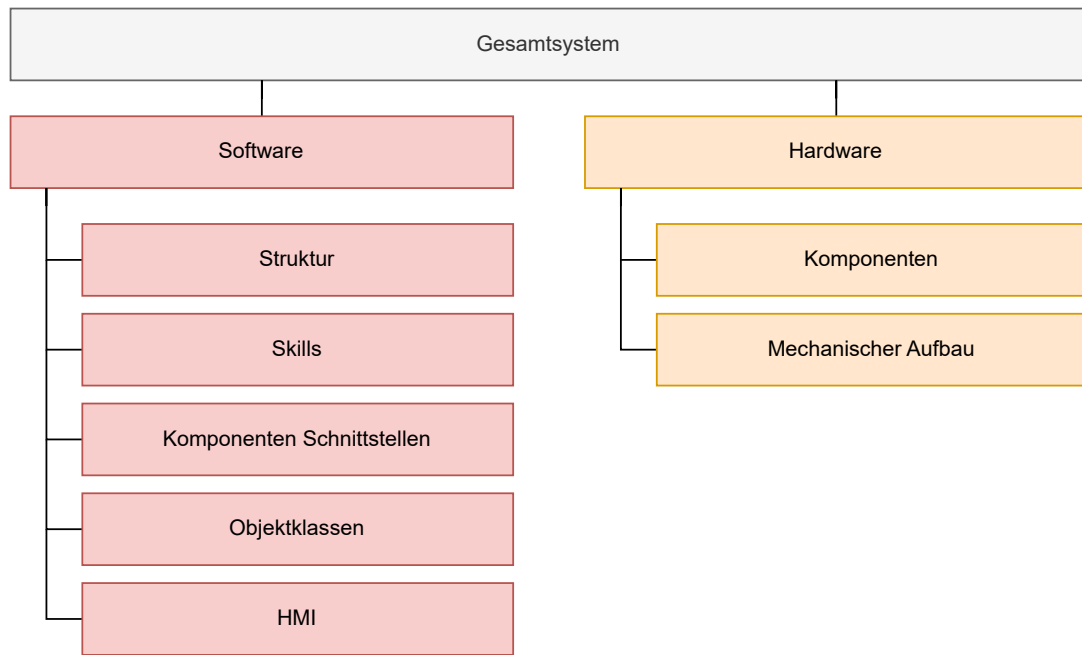 Gesamtsystem
Software
Hardware
Struktur
Komponenten
Skills
Mechanischer Aufbau
Komponenten Schnittstellen
Objektklassen
HMI